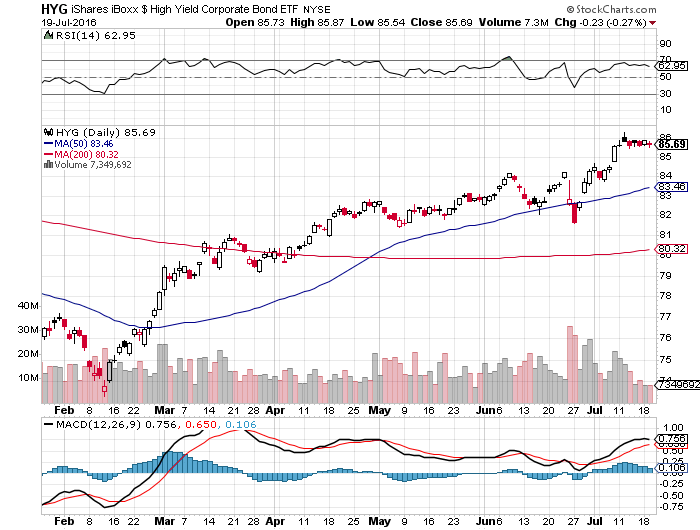 HYG iShares iBoxx $ High Yield Corporate Bond ETF NYSE © StockCharts.com
19-Jul-2016 Open 85.73 High 85.87 Low 85.54 Close 85.69 Volume 7.3M Chg -0.23 (-0.27%)
RSI(14) 62.95
90
70
62.95
50
30
10
HYG (Daily) 85.69
MA(50) 83.46
MA(200) 80.32
Volume 7,349,692
86
85.69
85
84
83.46
83
82
81
80.32
80
79
78
77
76
75
74
40M
30M
20M
10M
7349692
Feb 8 16 22 Mar 7 14 21 28 Apr 11 18 25 May 9 16 23 Jun 6 13 20 27 Jul 11 18
MACD(12,26,9) 0.756, 0.650, 0.106
1.00
0.756
0.50
0.25
0.106
0.00
-0.25
-0.50
-0.75
Feb 8 16 22 Mar 7 14 21 28 Apr 11 18 25 May 9 16 23 Jun 6 13 20 27 Jul 11 18